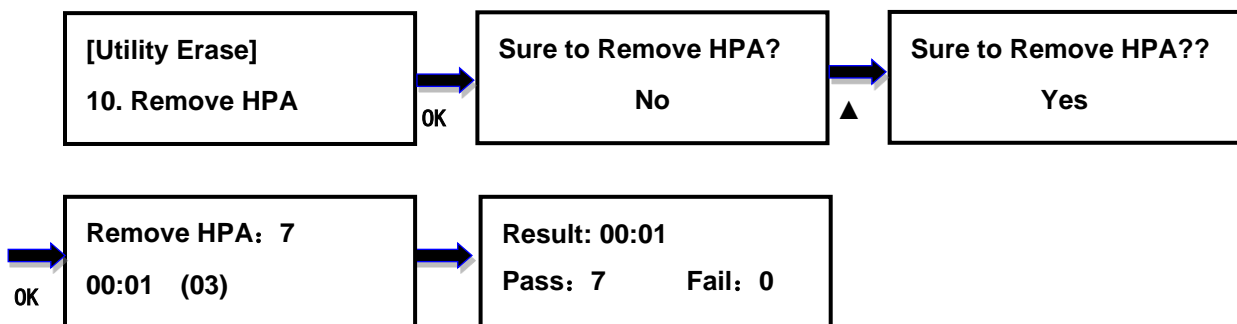 [Utility Erase]
10. Remove HPA
OK
Sure to Remove HPA?
No
▲
Sure to Remove HPA??
Yes
OK
Remove HPA：7
00:01 (03)
Result: 00:01
Pass：7 Fail：0